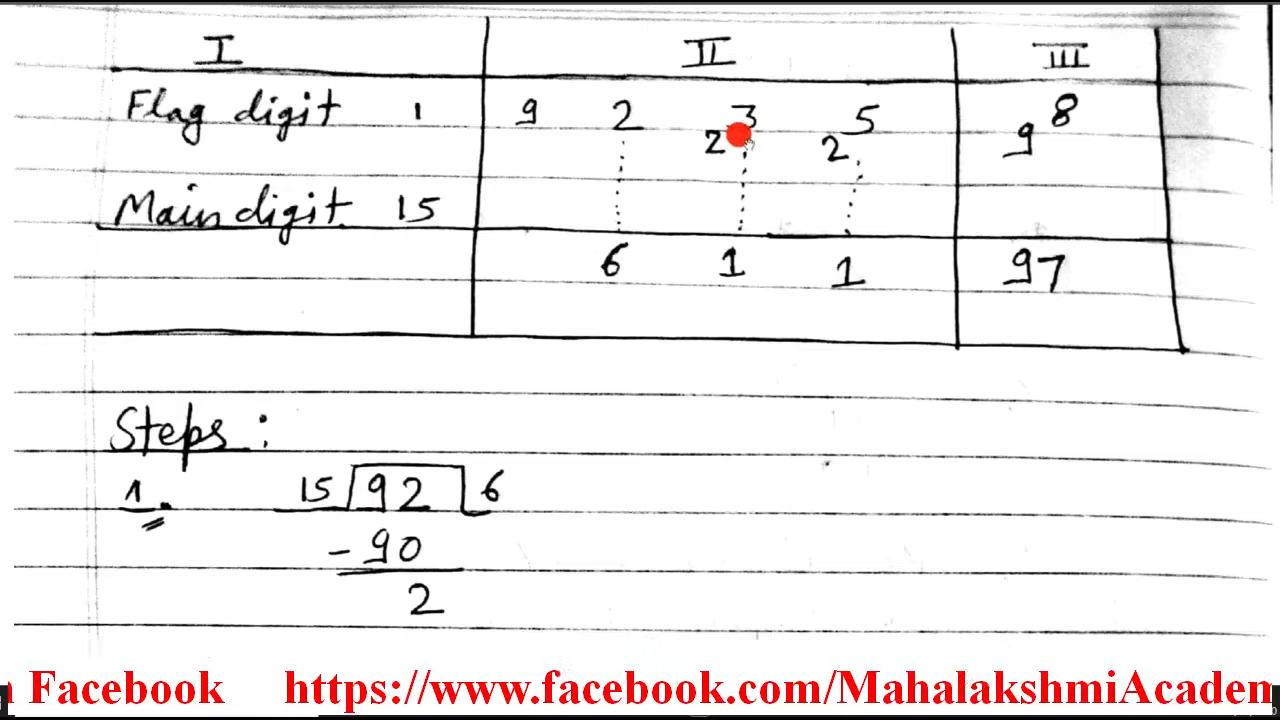 I II III
Flag digit 1 9 2 3 5 8
2 2 9
Main digit 15
6 1 1 97
Steps :
1. 15 92 6
- 90
2
Facebook https://www.facebook.com/MahalakshmiAcaden